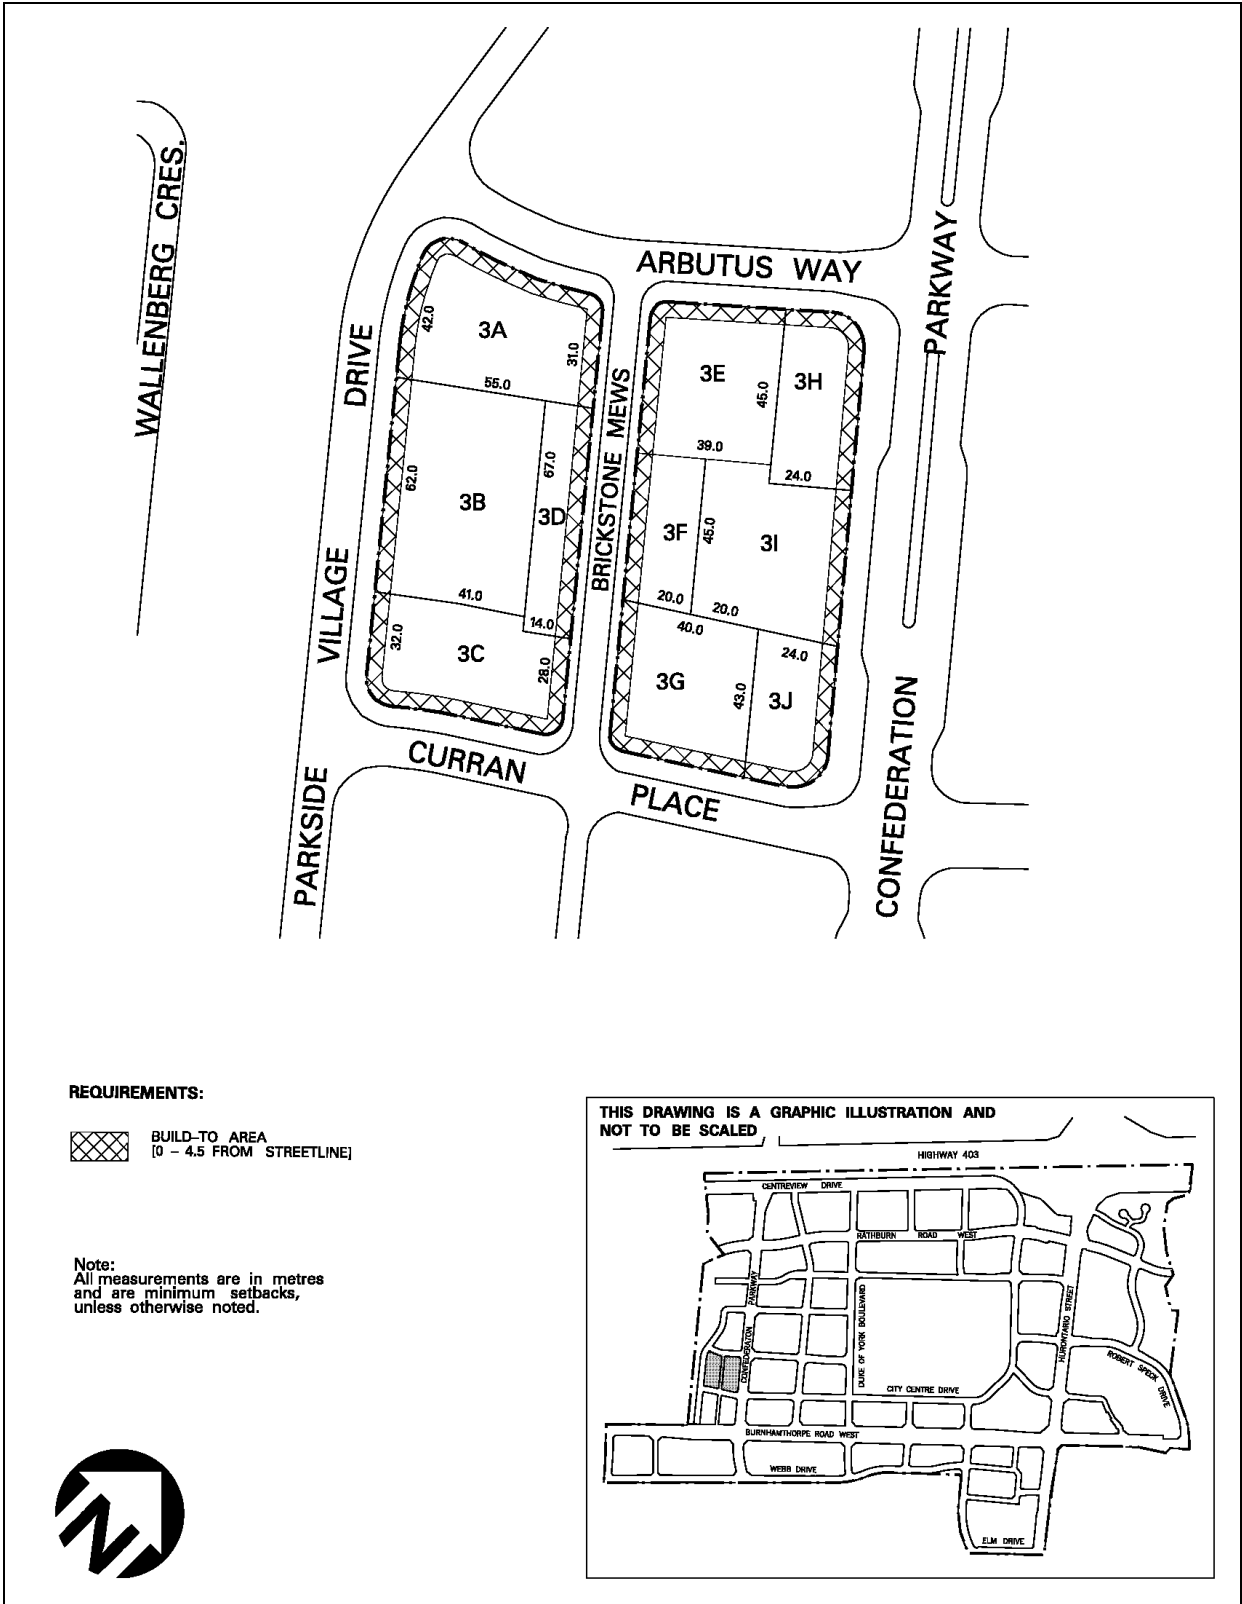 WALLENBERG CRES.
ARBUTUS WAY
PARKWAY
DRIVE
42.0
3A
31.0
55.0
BRICKSTONE MEWS
3E
45.0
3H
39.0
24.0
62.0
3B
67.0
3D
3F
45.0
3I
VILLAGE
41.0
14.0
20.0
20.0
40.0
24.0
32.0
3C
28.0
3G
43.0
3J
CURRAN
PLACE
PARKSIDE
CONFEDERATION
REQUIREMENTS:
BUILD-TO AREA
[0 - 4.5 FROM STREETLINE]
Note:
All measurements are in metres
and are minimum setbacks,
unless otherwise noted.
N
THIS DRAWING IS A GRAPHIC ILLUSTRATION AND
NOT TO BE SCALED
HIGHWAY 403
CENTREVIEW DRIVE
RATHBURN ROAD WEST
PARKWAY
CONFEDERATON
DUKE OF YORK BOULEVARD
HURONTARIO STREET
ROBERT SPECK DRIVE
CITY CENTRE DRIVE
BURNHAMTHORPE ROAD WEST
WEBB DRIVE
ELM DRIVE